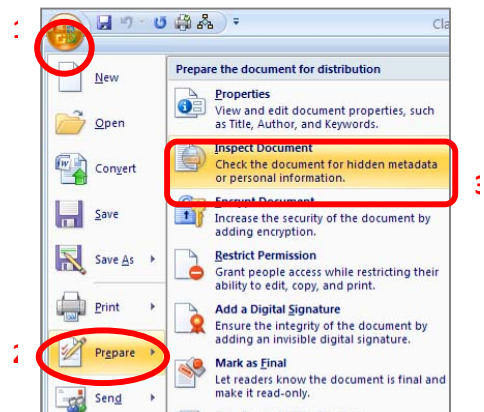 Cla
New
Open
Convert
Save
Save As
Print
Prepare
Send
Prepare the document for distribution
Properties
View and edit document properties, such
as Title, Author, and Keywords.
Inspect Document
Check the document for hidden metadata
or personal information.
Encrypt Document
Increase the security of the document by
adding encryption.
Restrict Permission
Grant people access while restricting their
ability to edit, copy, and print.
Add a Digital Signature
Ensure the integrity of the document by
adding an invisible digital signature.
Mark as Final
Let readers know the document is final and
make it read-only.